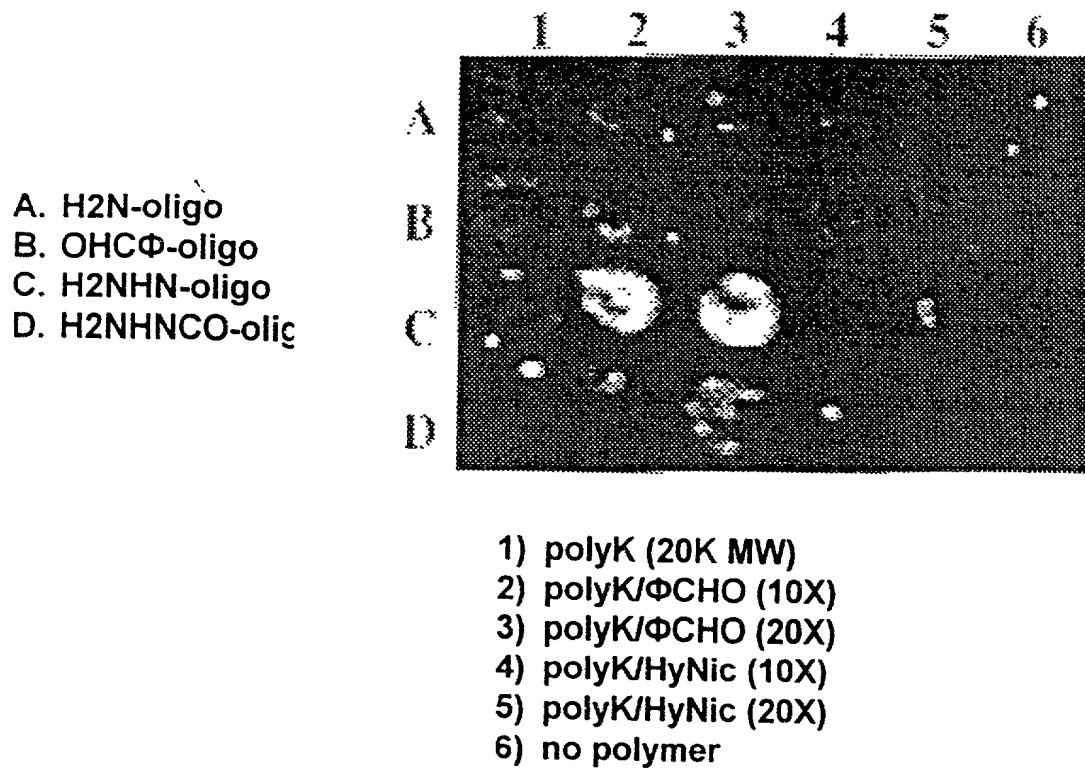 1 2 3 4 5 6
A
B
C
D
A. H2N-oligo
B. OHCΦ-oligo
C. H2NHN-oligo
D. H2NHNCO-olig
1) polyK (20K MW)
2) polyK/ΦCHO (10X)
3) polyK/ΦCHO (20X)
4) polyK/HyNic (10X)
5) polyK/HyNic (20X)
6) no polymer